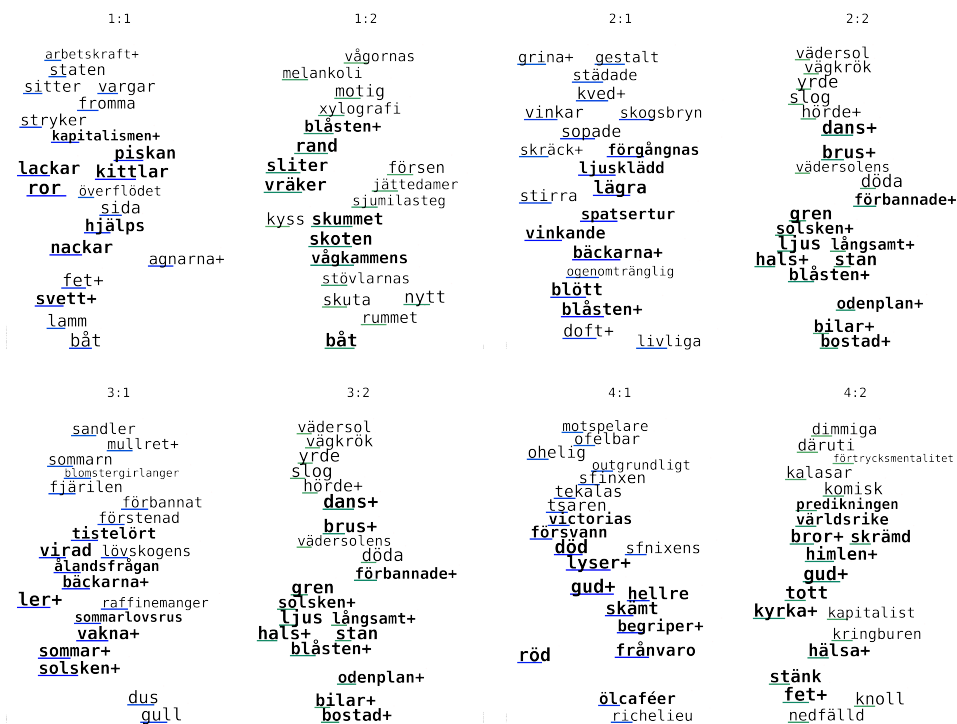 1:1
arbetskraft+
staten
sitter vargar
fromma
stryker
kapitalismen+
piskan
lackar kittlar
ror överflödet
sida
hjälps
nackar
agnarna+
fet+
svett+
lamm
båt
1:2
vågornas
melankoli
motig
xylografi
blåsten+
rand
sliter försen
vräker jättedamer
sjumilasteg
kyss skummet
skoten
vågkammens
stövlarnas
skuta nytt
rummet
båt
2:1
grina+ gestalt
städade
kved+
vinkar skogsbryn
sopade
skräck+ förgångnas
ljusklädd
lägra
stirra
spatsertur
vinkande
bäckarna+
ogenomtränglig
blött
blåsten+
doft+
livliga
2:2
vädersol
vägkrök
yrde
slog
hörde+
dans+
brus+
vädersolens
döda
förbannade+
gren
solsken+
ljus långsamt+
hals+ stan
blåsten+
odenplan+
bilar+
bostad+
3:1
sandler
mullret+
sommarn
blomstergirlanger
fjärilen
förbannat
förstenad
tistelört
virad lövskogens
ålandsfrågan
bäckarna+
ler+ raffinemanger
sommarlovsrus
vakna+
sommar+
solsken+
dus
gull
3:2
vädersol
vägkrök
yrde
slog
hörde+
dans+
brus+
vädersolens
döda
förbannade+
gren
solsken+
ljus långsamt+
hals+ stan
blåsten+
odenplan+
bilar+
bostad+
4:1
motspelare
ofelbar
ohelig
outgrundligt
sfinxen
tekalas
tsaren
victorias
försvann
död sfnixens
lyser+
gud+ hellre
skämt
begriper+
röd frånvaro
ölcaféer
richelieu
4:2
dimmiga
däruti
förtrycksmentalitet
kalasar
komisk
predikningen
världsrike
bror+ skrämd
himlen+
gud+
tott
kyrka+ kapitalist
kringburen
hälsa+
stänk
fet+ knoll
nedfälld